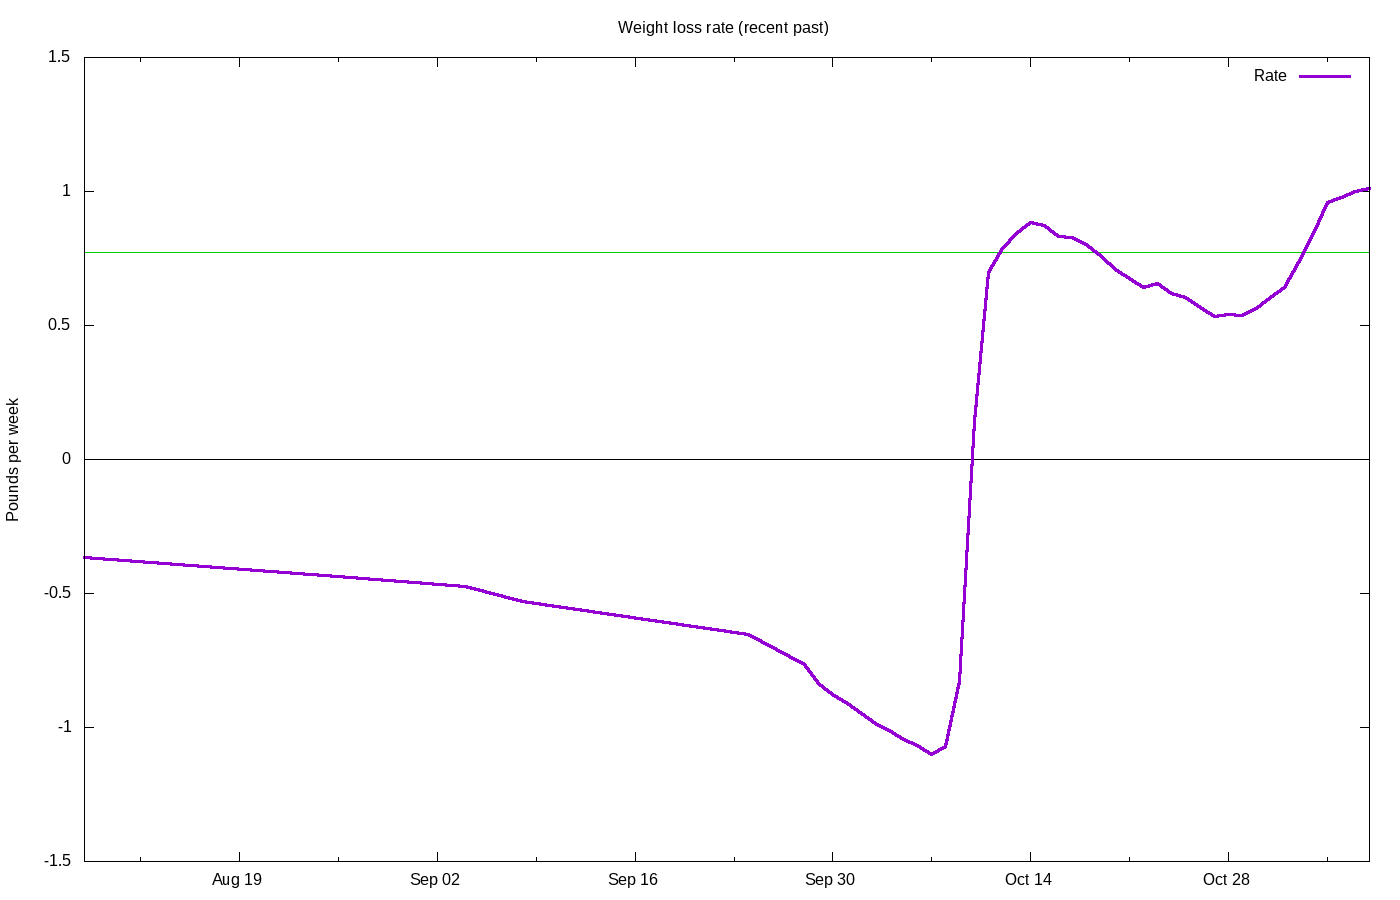 Weight loss rate (recent past)
Rate
1.5
1
0.5
0
-0.5
-1
-1.5
Pounds per week
Aug 19
Sep 02
Sep 16
Sep 30
Oct 14
Oct 28